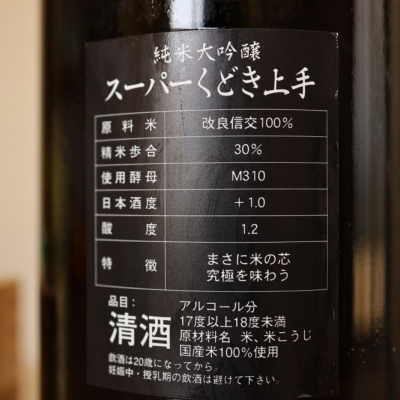 純米大吟醸
スーパーくどき上手
原料米 改良信交100%
精米歩合 30%
使用酵母 M310
日本酒度 +1.0
酸度 1.2
特徴 まさに米の芯
究極を味わう
品目:
清酒
アルコール分
17度以上18度未満
原材料名 米、米こうじ
国産米100%使用
飲酒は20歳になってから。
妊娠中・授乳期の飲酒は避けて下さい。